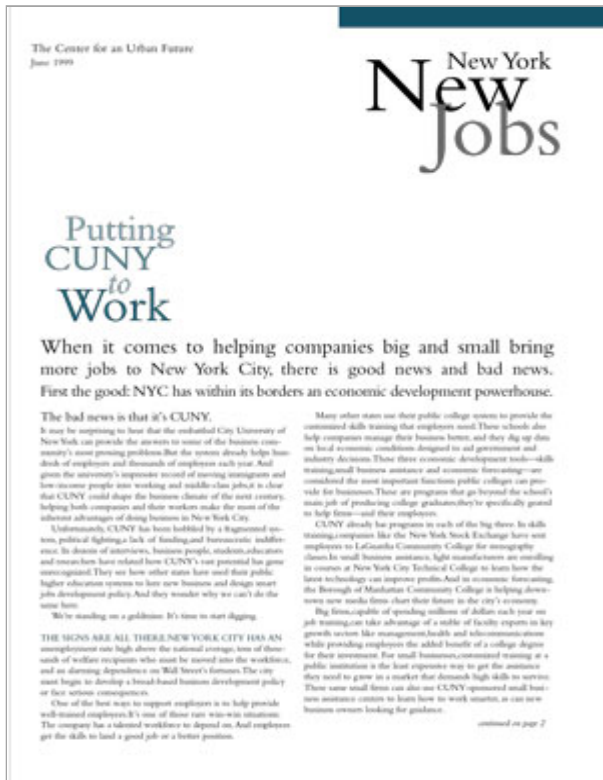 The Center for an Urban Future
June 1999
New York
New
Jobs
Putting
CUNY
to
Work
When it comes to helping companies big and small bring
more jobs to New York City, there is good news and bad news.
First the good: NYC has within its borders an economic development powerhouse.
The bad news is that it's CUNY.
It may be surprising to hear that the embattled City University of
New York can provide the answers to some of the business com-
munity's most pressing problems. But the system already helps hun-
dreds of employers and thousands of employees each year. And
given the university's impressive record of moving immigrants and
low-income people into working and middle-class jobs, it is clear
that CUNY could shape the business climate of the next century,
helping both companies and their workers make the most of the
inherent advantages of doing business in New York City.
Unfortunately, CUNY has been hobbled by a fragmented sys-
tem, political fighting, a lack of funding, and bureaucratic indiffer-
ence. In dozens of interviews, business people, students, educators
and researchers have related how CUNY's vast potential has gone
unrecognized. They see how other states have used their public
higher education systems to lure new business and design smart
jobs development policy. And they wonder why we can't do the
same here.
We're standing on a goldmine. It's time to start digging.
THE SIGNS ARE ALL THERE. NEW YORK CITY HAS AN
unemployment rate high above the national average, tens of thou-
sands of welfare recipients who must be moved into the workforce,
and an alarming dependence on Wall Street's fortunes. The city
must begin to develop a broad-based business development policy
or face serious consequences.
One of the best ways to support employers is to help provide
well-trained employees. It's one of those rare win-win situations:
The company has a talented workforce to depend on. And employees
get the skills to land a good job or a better position.
Many other states use their public college system to provide the
customized skills training that employers need. These schools also
help companies manage their business better, and they dig up data
on local economic conditions designed to aid government and
industry decisions. These three economic development tools—skills
training, small business assistance and economic forecasting—are
considered the most important functions public colleges can pro-
vide for businesses. These are programs that go beyond the school's
main job of producing college graduates; they're specifically geared
to help firms—and their employees.
CUNY already has programs in each of the big three. In skills
training, companies like the New York Stock Exchange have sent
employees to LaGuardia Community College for stenography
classes. In small business assistance, light manufacturers are enrolling
in courses at New York City Technical College to learn how the
latest technology can improve profits. And in economic forecasting,
the Borough of Manhattan Community College is helping down-
town new media firms chart their future in the city's economy.
Big firms, capable of spending millions of dollars each year on
job training, can take advantage of a stable of faculty experts in key
growth sectors like management, health and telecommunications
while providing employees the added benefit of a college degree
for their investment. For small businesses, customized training at a
public institution is the least expensive way to get the assistance
they need to grow in a market that demands high skills to survive.
These same small firms can also use CUNY-sponsored small busi-
ness assistance centers to learn how to work smarter, as can new
business owners looking for guidance.
continued on page 2